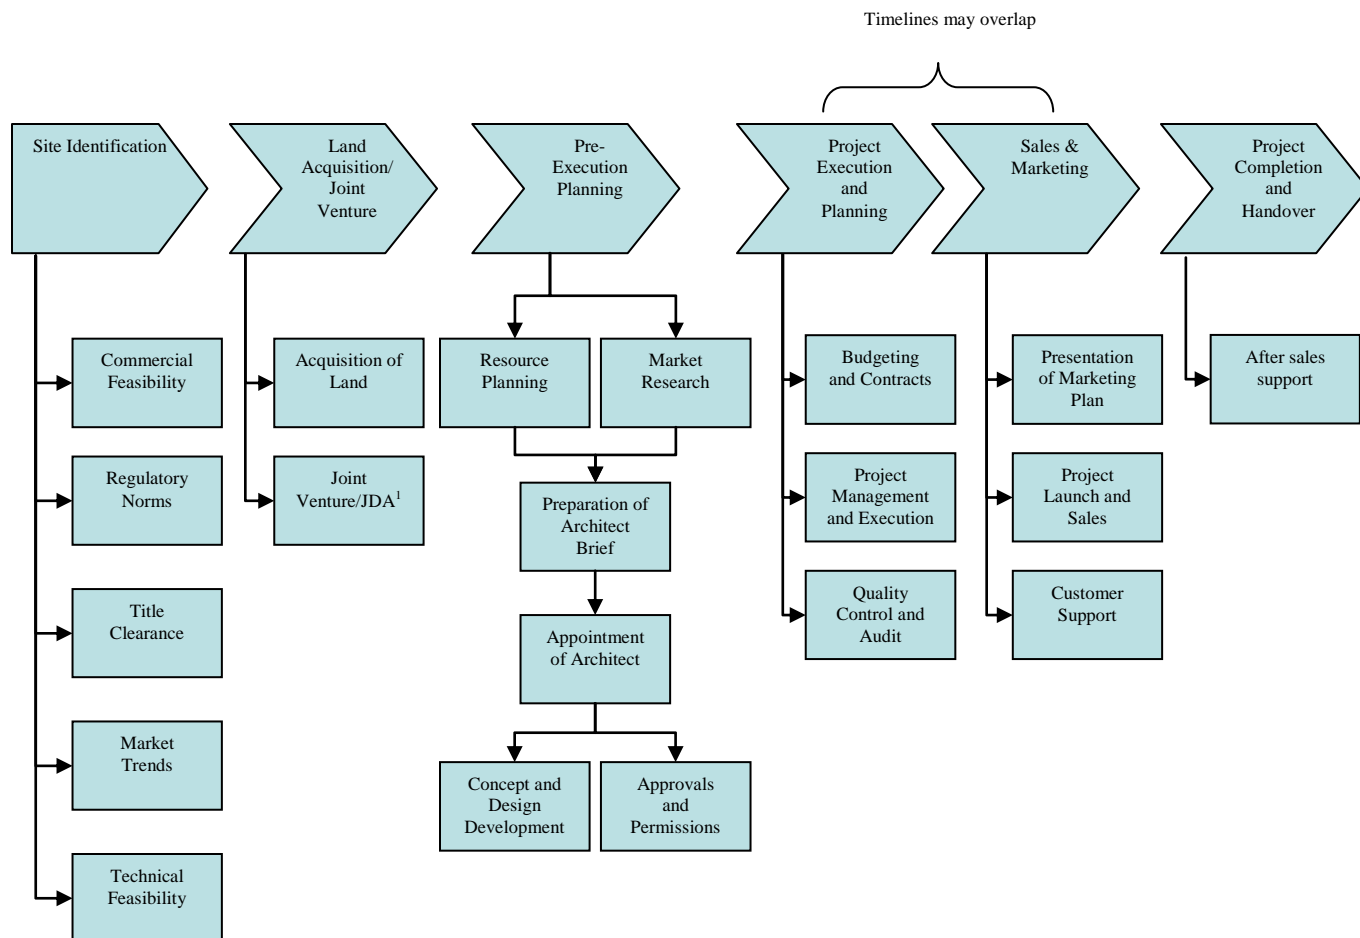 Timelines may overlap
Site Identification
Land
Acquisition/
Joint
Venture
Pre-
Execution
Planning
Project
Execution
and
Planning
Sales &
Marketing
Project
Completion
and
Handover
Commercial
Feasibility
Regulatory
Norms
Title
Clearance
Market
Trends
Technical
Feasibility
Acquisition of
Land
Joint
Venture/JDA¹
Resource
Planning
Market
Research
Preparation of
Architect
Brief
Appointment
of Architect
Concept and
Design
Development
Approvals
and
Permissions
Budgeting
and Contracts
Project
Management
and Execution
Quality
Control and
Audit
Presentation
of Marketing
Plan
Project
Launch and
Sales
Customer
Support
After sales
support